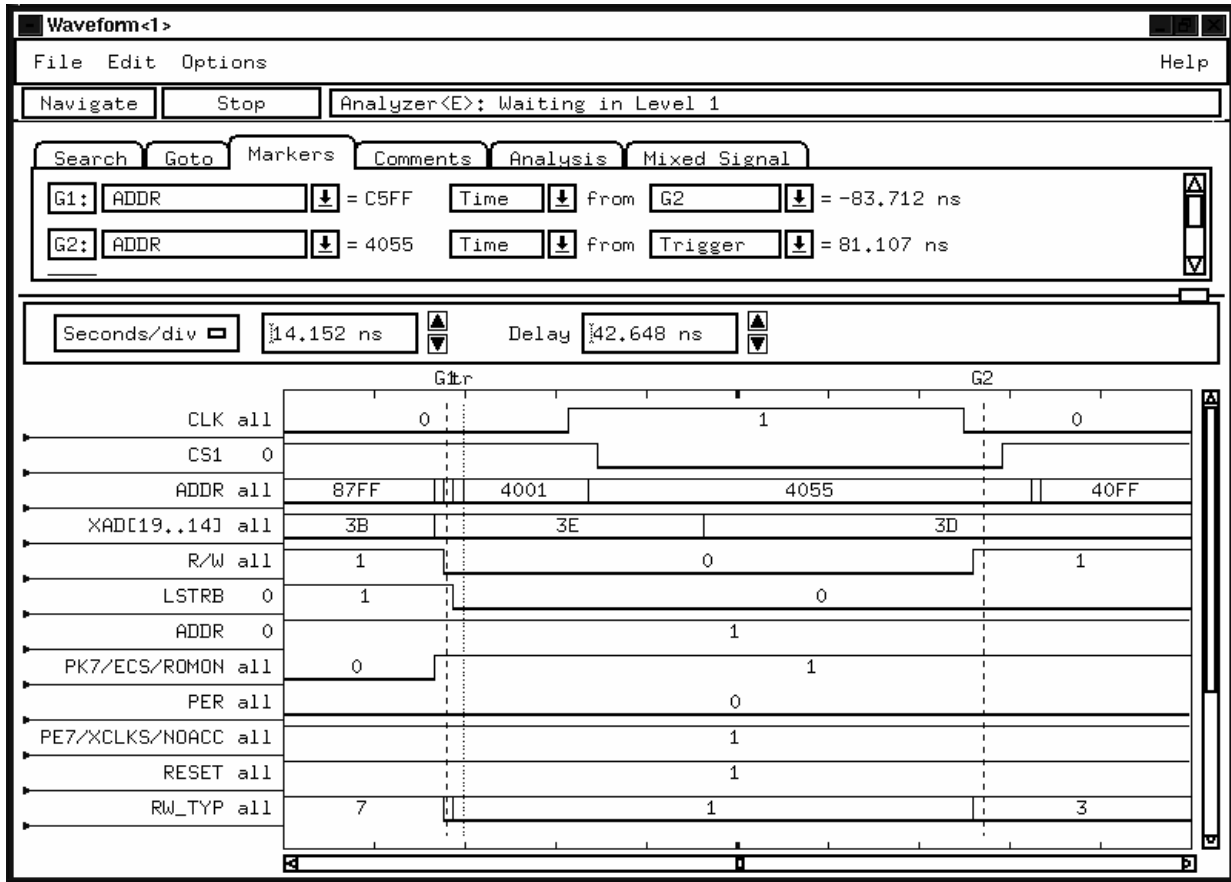 Waveform<1>
File Edit Options Help
Navigate Stop Analyzer<E>: Waiting in Level 1
Search Goto Markers Comments Analysis Mixed Signal
G1: ADDR = C5FF Time from G2 = -83.712 ns
G2: ADDR = 4055 Time from Trigger = 81.107 ns
Seconds/div 14.152 ns Delay 42.648 ns
G1 tr G2
CLK all 0 1 0
CS1 0
ADDR all 87FF 4001 4055 40FF
XAD[19..14] all 3B 3E 3D
R/W all 1 0 1
LSTRB 0 1 0
ADDR 0 1
PK7/ECS/ROMON all 0 1
PER all 0
PE7/XCLKS/NOACC all 1
RESET all 1
RW_TYP all 7 1 3